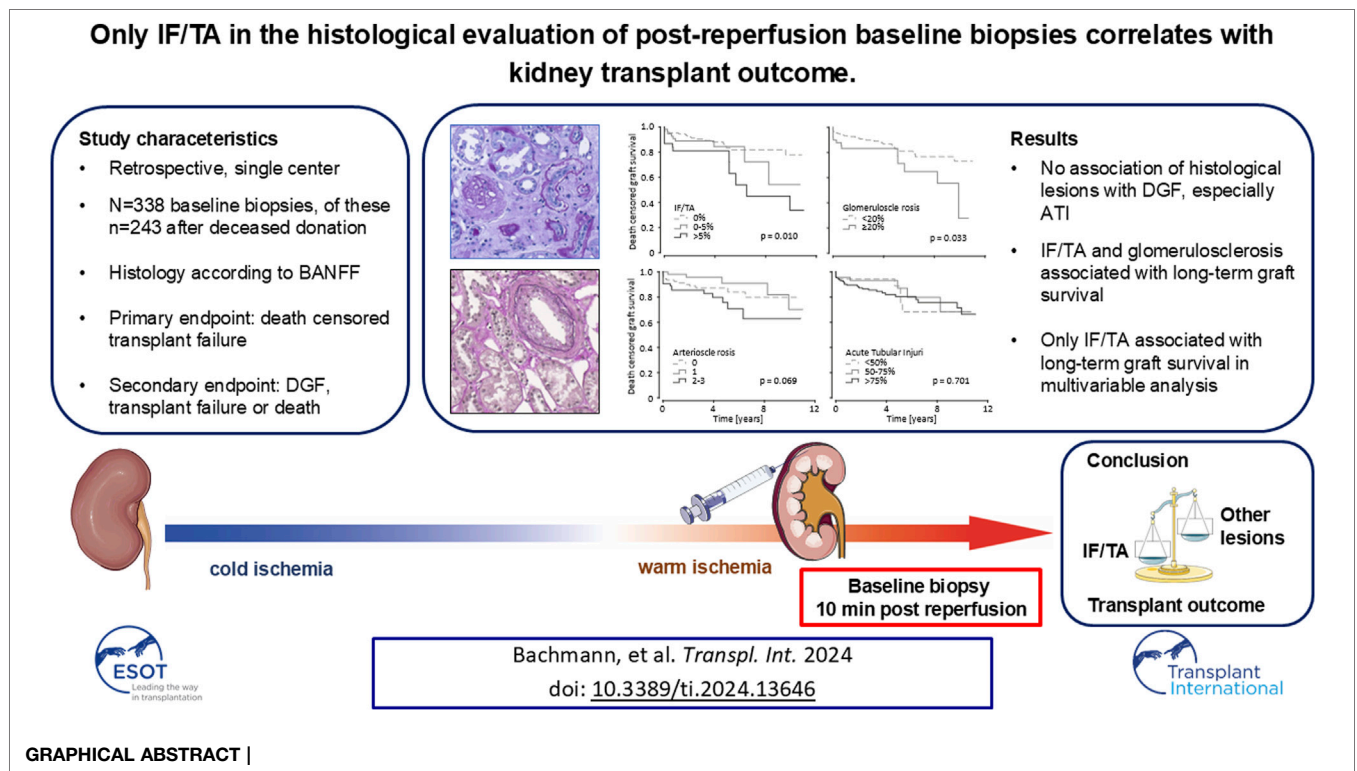 Only IF/TA in the histological evaluation of post-reperfusion baseline biopsies correlates with
kidney transplant outcome.
Study characeteristics
• Retrospective, single center
• N=338 baseline biopsies, of these
n=243 after deceased donation
• Histology according to BANFF
• Primary endpoint: death censored
transplant failure
• Secondary endpoint: DGF,
transplant failure or death
Death censored graft survival
1.0
0.8
0.6
0.4
0.2
0
IF/TA
0%
0-5%
>5%
p = 0.010
Glomeruloscle rosis
<20%
≥20%
p = 0.033
Death censored graft survival
1.0
0.8
0.6
0.4
0.2
0
Arterioscle rosis
0
1
2-3
p = 0.069
0 4 8 12
Time [years]
Acute Tubular Injuri
<50%
50-75%
>75%
p = 0.701
0 4 8 12
Time [years]
Results
• No association of histological
lesions with DGF, especially
ATI
• IF/TA and glomerulosclerosis
associated with long-term graft
survival
• Only IF/TA associated with
long-term graft survival in
multivariable analysis
cold ischemia
warm ischemia
Baseline biopsy
10 min post reperfusion
Conclusion
IF/TA
Other
lesions
Transplant outcome
ESOT
Leading the way
in transplantation
Bachmann, et al. Transpl. Int. 2024
doi: 10.3389/ti.2024.13646
Transplant
International
GRAPHICAL ABSTRACT |